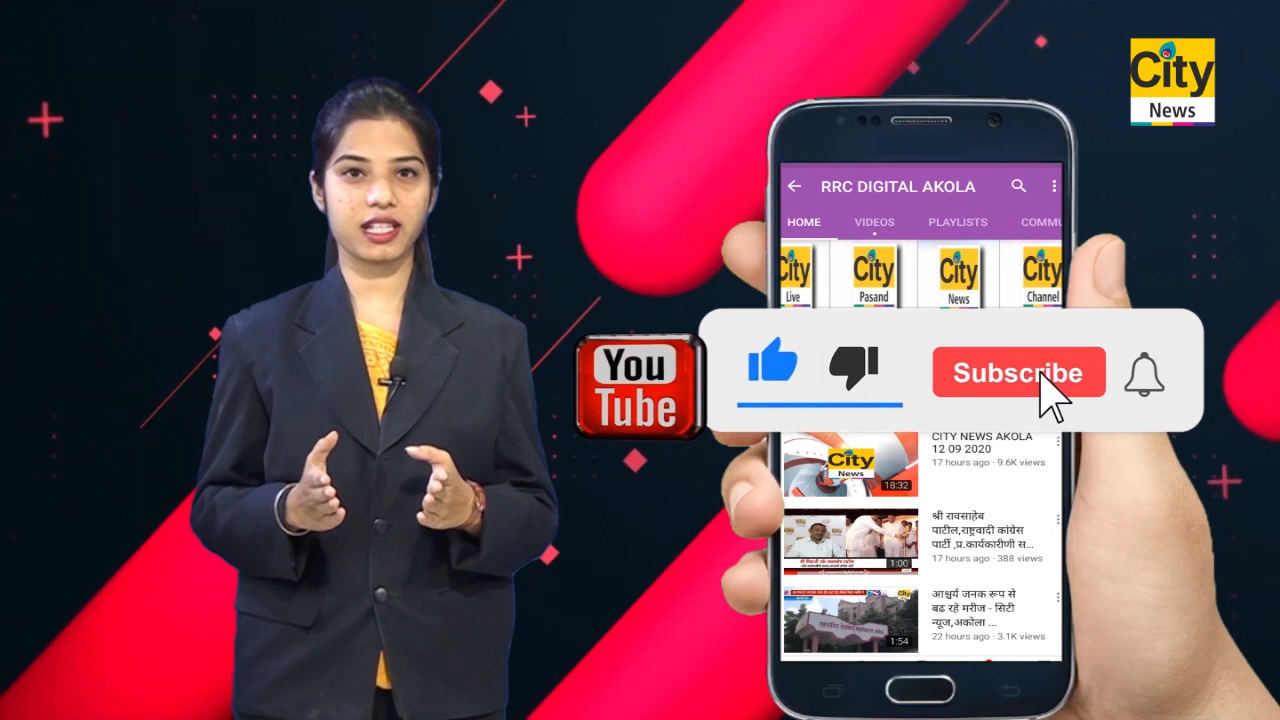 City
News
RRC DIGITAL AKOLA
HOME VIDEOS PLAYLISTS COMMU
City
Live
City
Pasand
City
News
City
Channel
You
Tube
Subscribe
City
News
18:32
CITY NEWS AKOLA
12 09 2020
17 hours ago · 9.6K views
1:00
श्री रावसाहेब
पाटील,राष्ट्रवादी कांग्रेस
पार्टी ,प्र.कार्यकारीणी स...
17 hours ago · 388 views
City
1:54
आश्चर्य जनक रूप से
बढ रहे मरीज - सिटी
न्यूज,अकोला ...
22 hours ago · 3.1K views